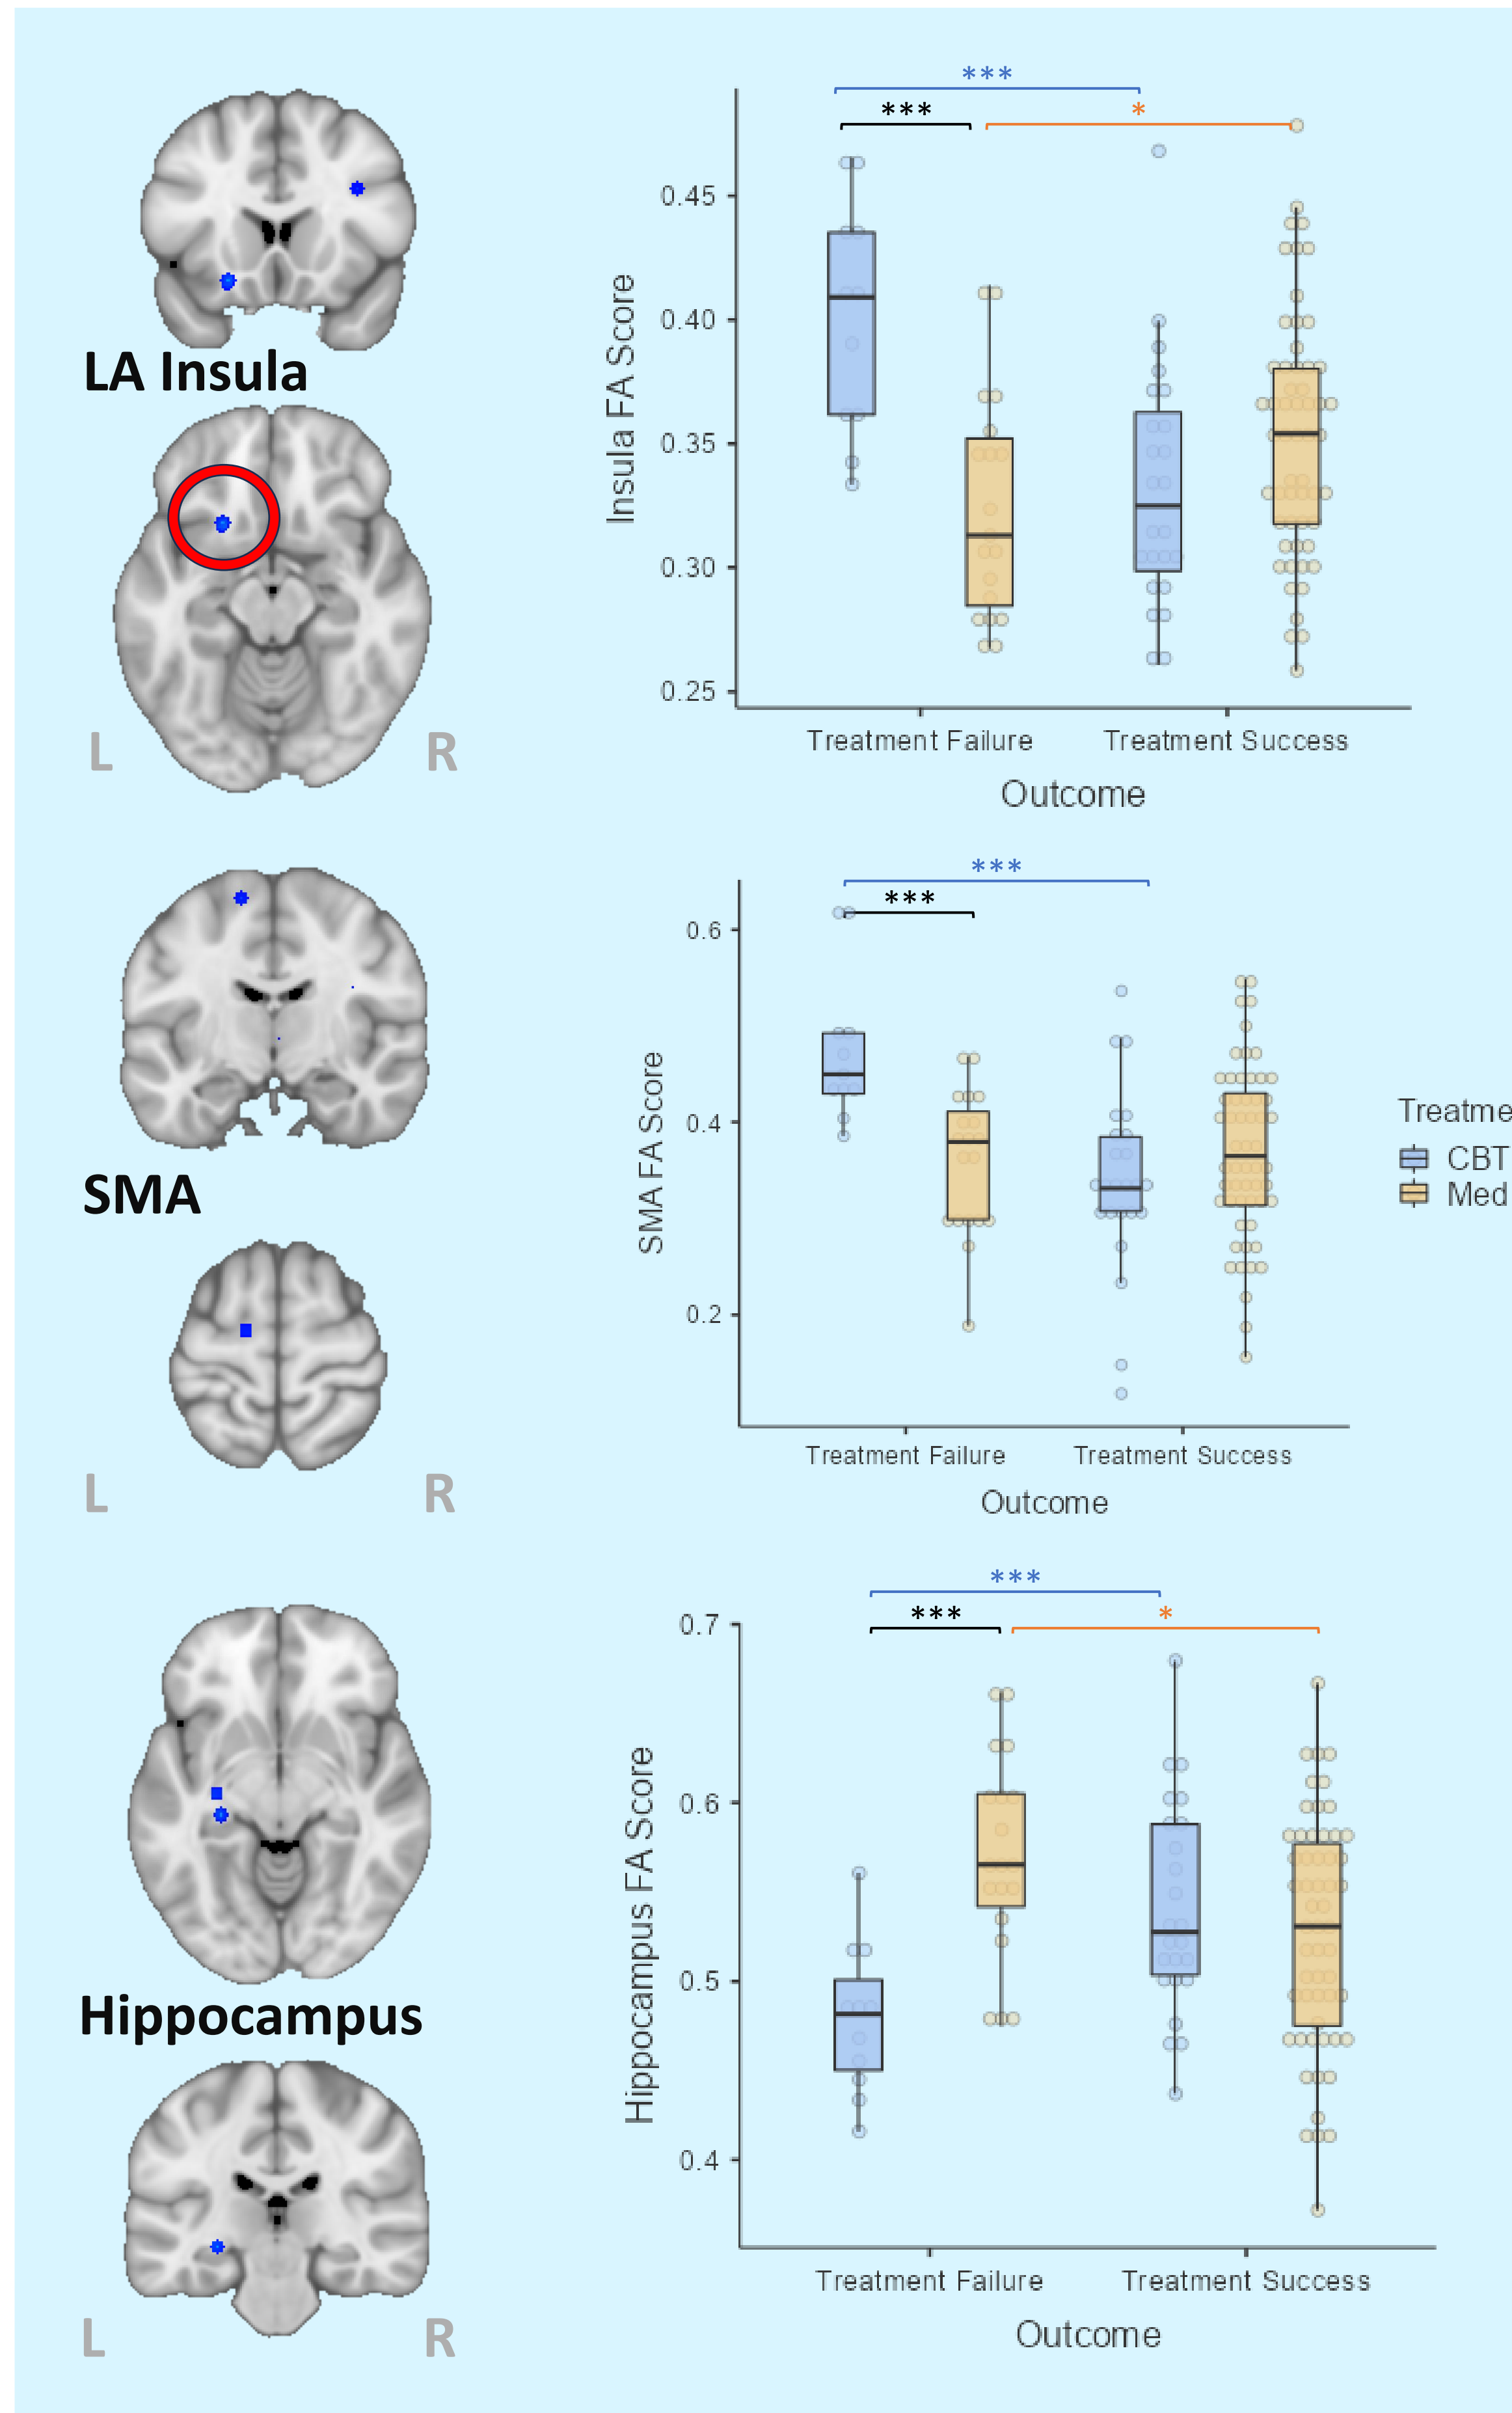 ***
*** *
0.45
0.40
0.35
0.30
0.25
Insula FA Score
LA Insula
L R
Treatment Failure Treatment Success
Outcome
***
***
0.6
0.4
0.2
SMA FA Score
SMA
L R
Treatment Failure Treatment Success
Outcome
Treatme
CBT
Med
***
*** *
0.7
0.6
0.5
0.4
Hippocampus FA Score
Hippocampus
L R
Treatment Failure Treatment Success
Outcome